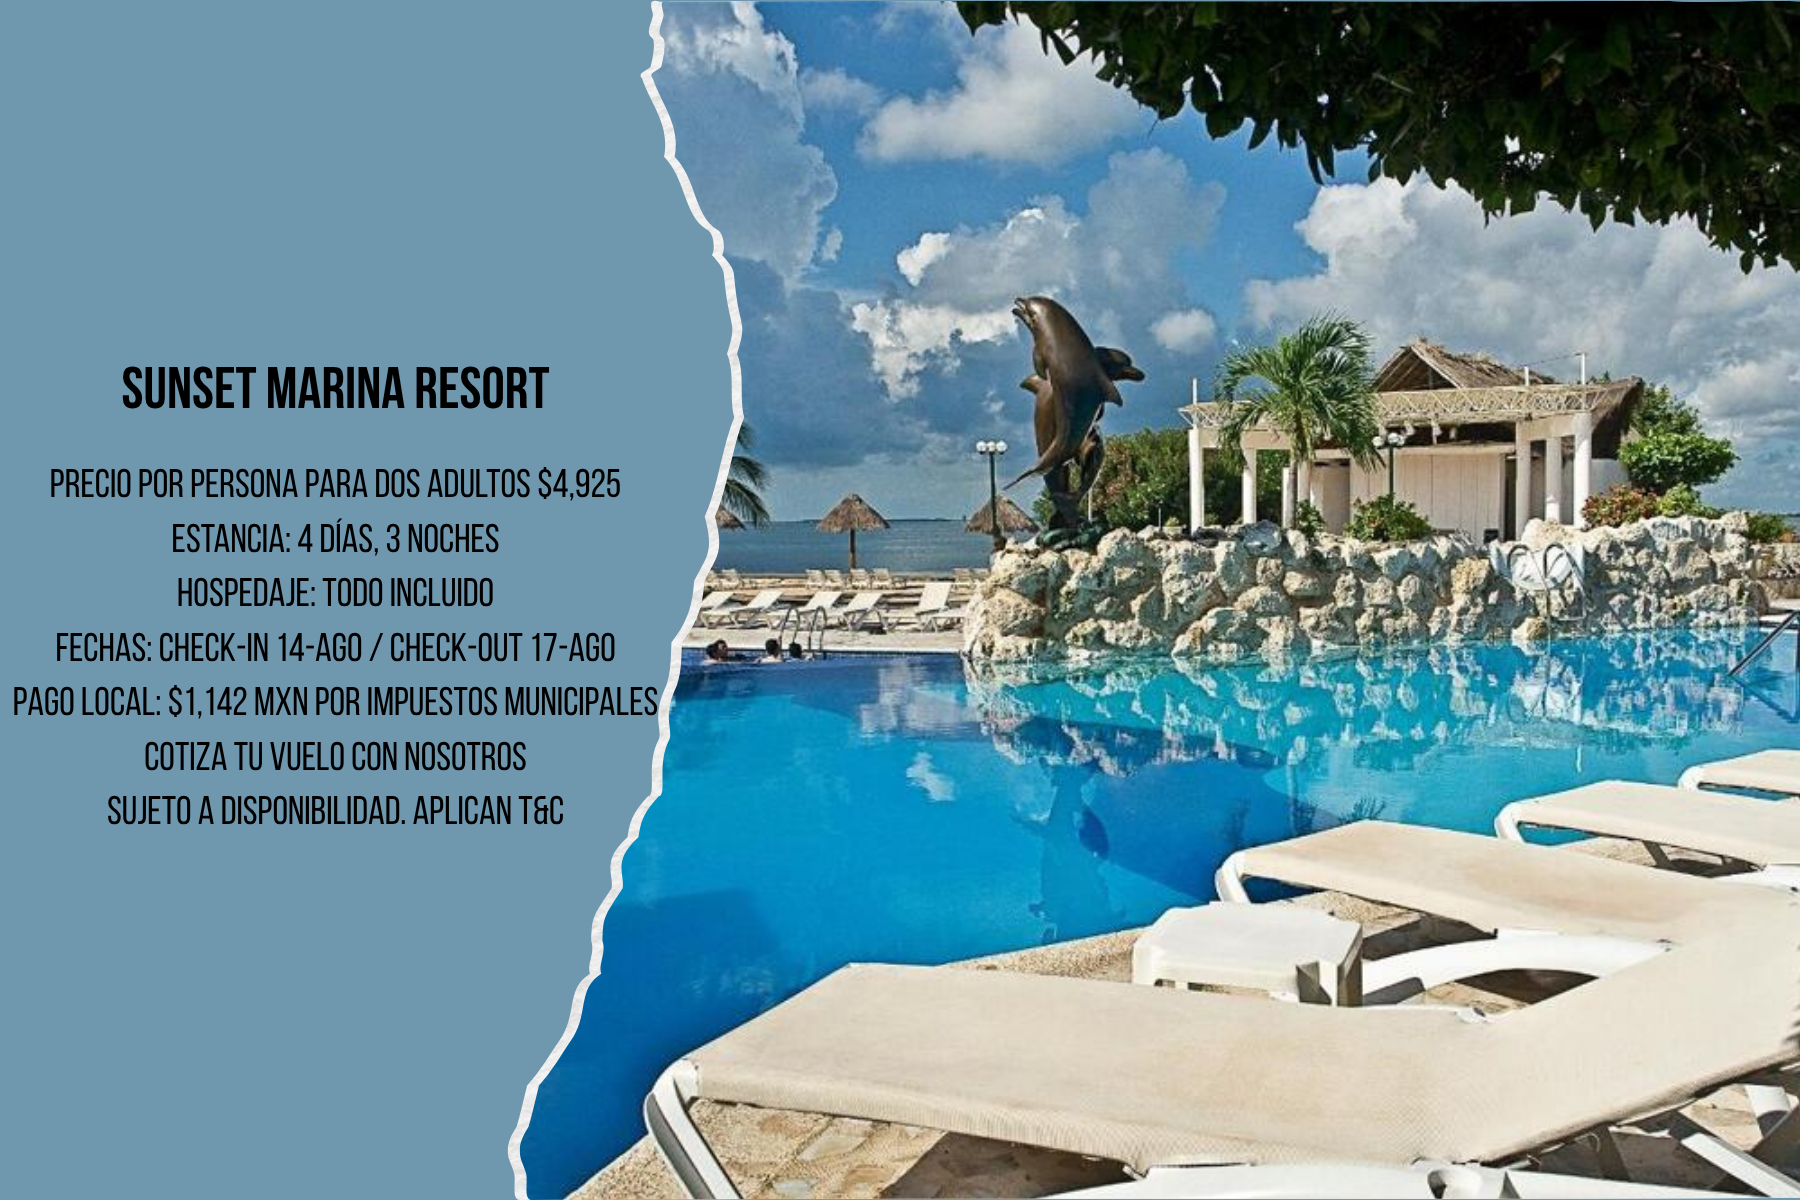 SUNSET MARINA RESORT
PRECIO POR PERSONA PARA DOS ADULTOS $4,925
ESTANCIA: 4 DÍAS, 3 NOCHES
HOSPEDAJE: TODO INCLUIDO
FECHAS: CHECK-IN 14-AGO / CHECK-OUT 17-AGO
PAGO LOCAL: $1,142 MXN POR IMPUESTOS MUNICIPALES
COTIZA TU VUELO CON NOSOTROS
SUJETO A DISPONIBILIDAD. APLICAN T&C